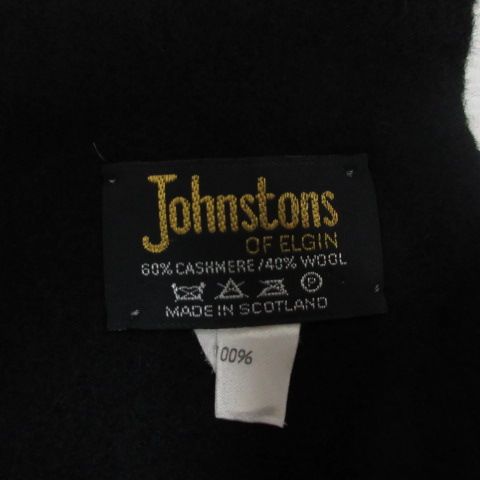 Johnstons
OF ELGIN
60% CASHMERE/40% WOOL
P
MADE IN SCOTLAND
100%